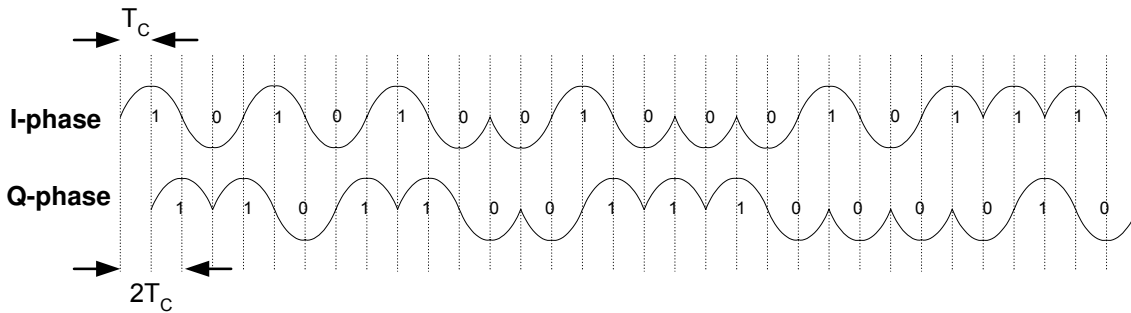 T_C
I-phase 1 0 1 0 1 0 0 1 0 0 0 1 0 1 1 1
Q-phase 1 1 0 1 1 0 0 1 1 1 0 0 0 0 1 0
2T_C